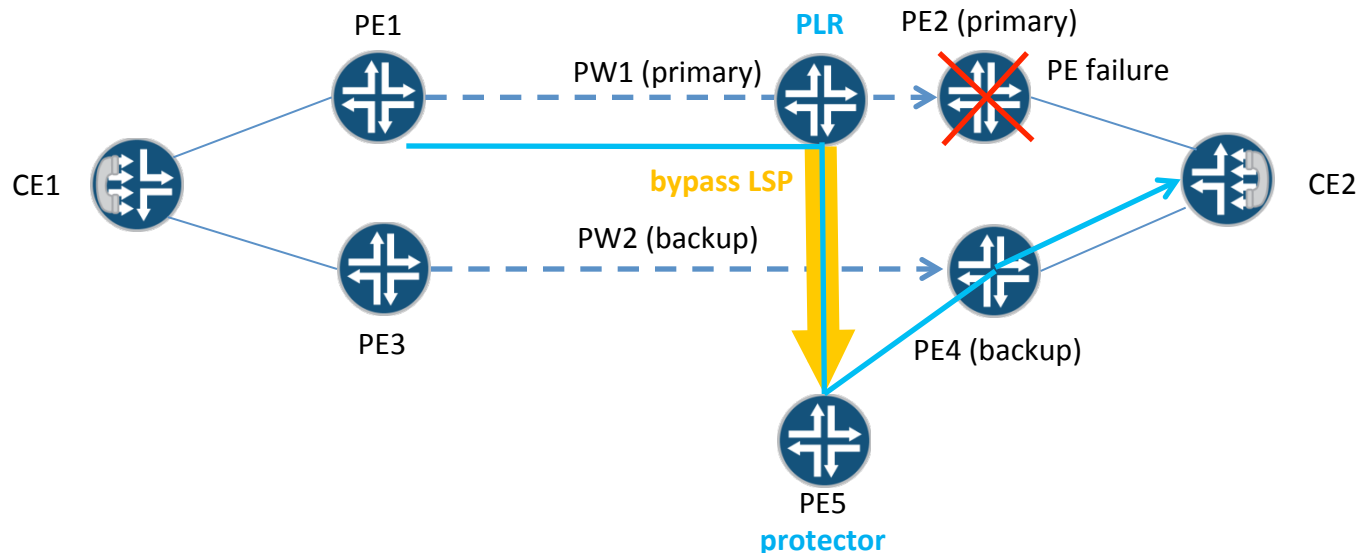 PE1
PLR
PE2 (primary)
PW1 (primary)
PE failure
bypass LSP
CE1
CE2
PW2 (backup)
PE3
PE4 (backup)
PE5
protector